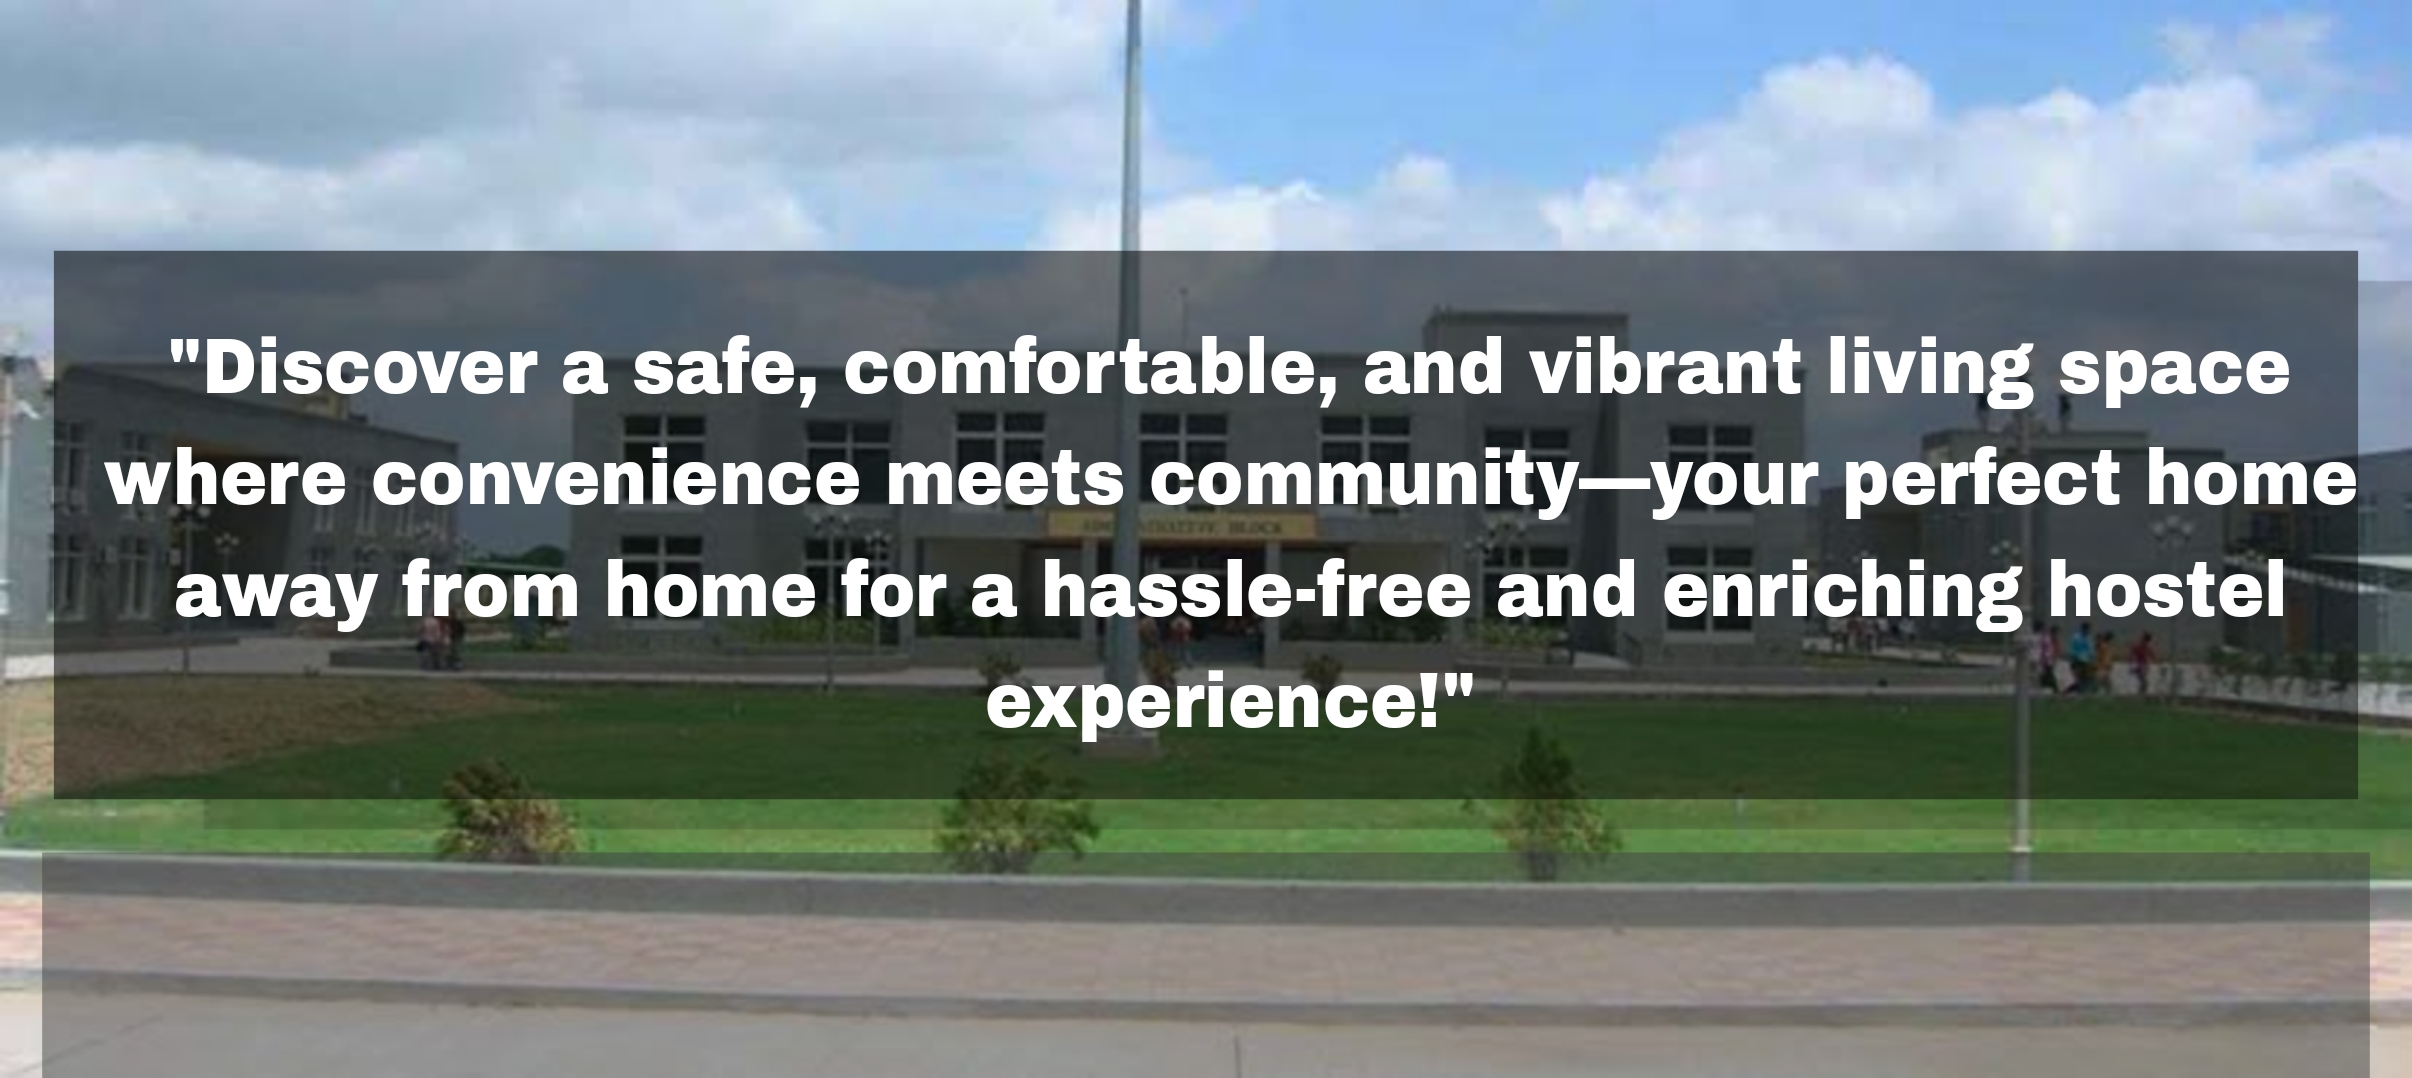 "Discover a safe, comfortable, and vibrant living space
where convenience meets community—your perfect home
away from home for a hassle-free and enriching hostel
experience!"
BLOCK